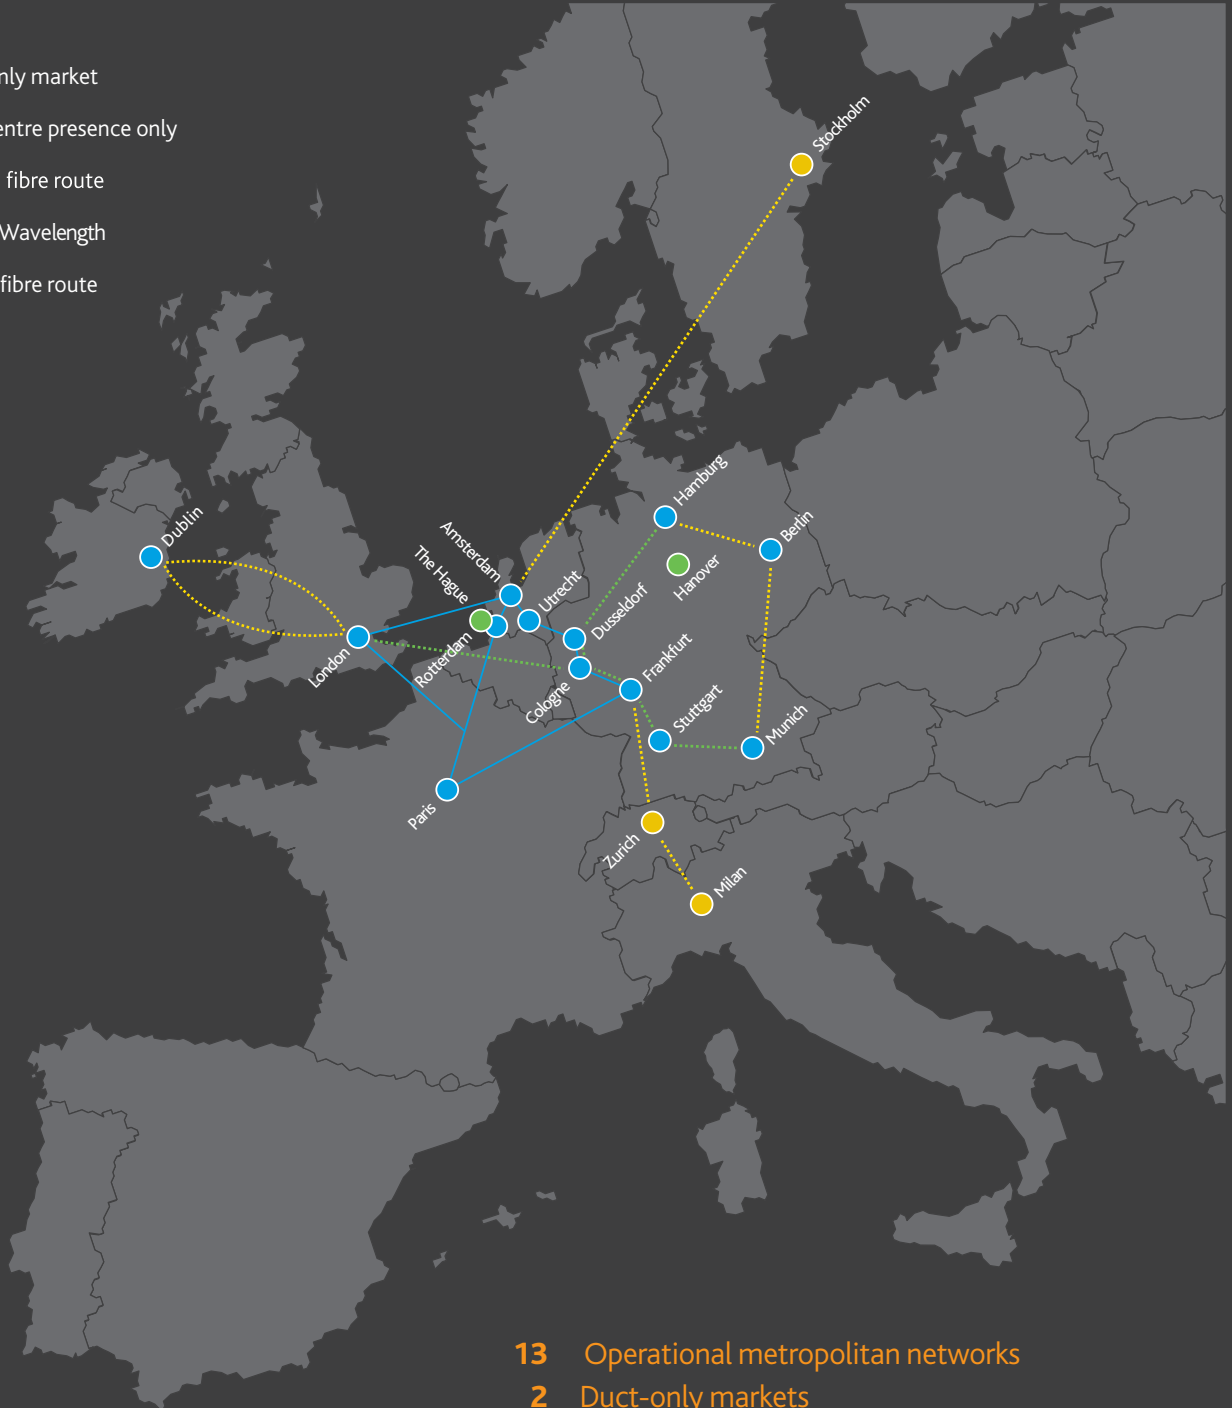 nly market
entre presence only
fibre route
Wavelength
fibre route
Stockholm
Hamburg
Dublin
Berlin
Amsterdam
The Hague
Hanover
Utrecht
Dusseldorf
Rotterdam
London
Frankfurt
Cologne
Stuttgart
Munich
Paris
Zurich
Milan
13 Operational metropolitan networks
2 Duct-only markets